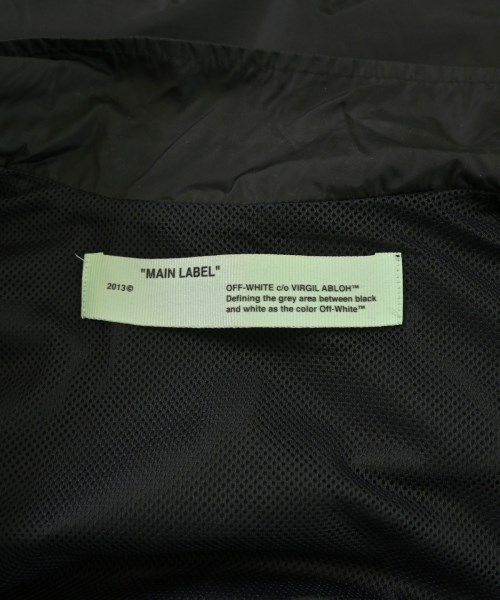 "MAIN LABEL"
2013©
OFF-WHITE c/o VIRGIL ABLOH™
Defining the grey area between black
and white as the color Off-White™